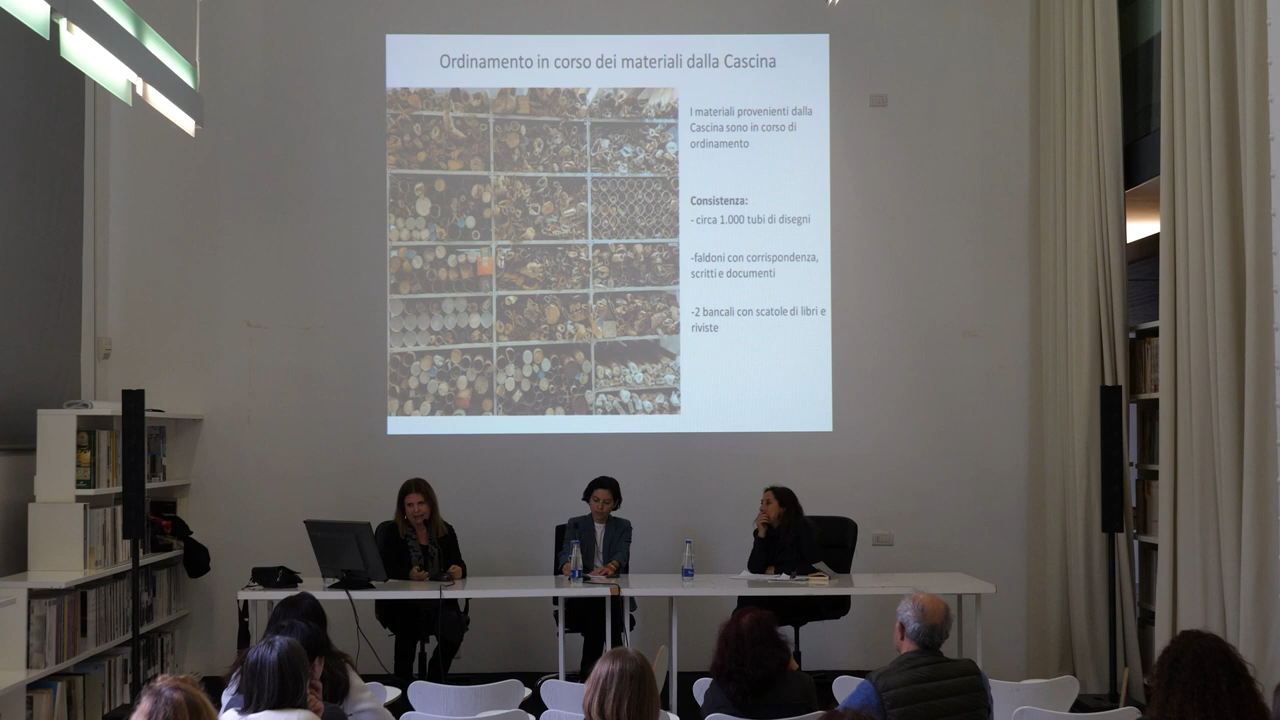 Ordinamento in corso dei materiali dalla Cascina
I materiali provenienti dalla
Cascina sono in corso di
ordinamento
Consistenza:
- circa 1.000 tubi di disegni
-faldoni con corrispondenza,
scritti e documenti
-2 bancali con scatole di libri e
riviste